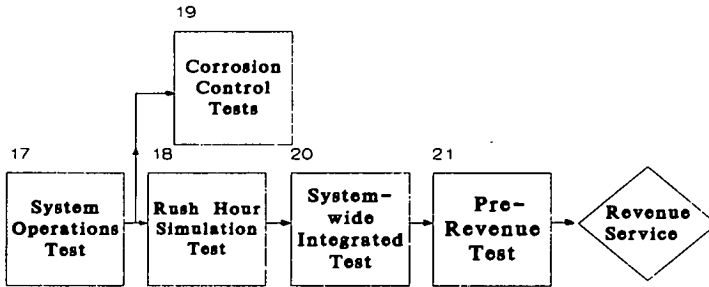 19
Corrosion
Control
Tests
17
System
Operations
Test
18
Rush Hour
Simulation
Test
20
System-
wide
Integrated
Test
21
Pre-
Revenue
Test
Revenue
Service